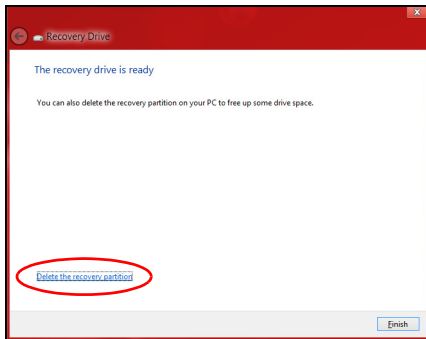 Recovery Drive
The recovery drive is ready
You can also delete the recovery partition on your PC to free up some drive space.
Delete the recovery partition
Finish